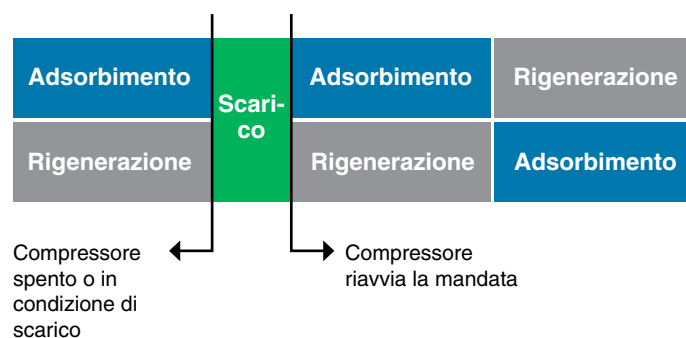 Adsorbimento
Rigenerazione
Scari-
co
Adsorbimento
Rigenerazione
Rigenerazione
Adsorbimento
Compressore
spento o in
condizione di
scarico
Compressore
riavvia la mandata